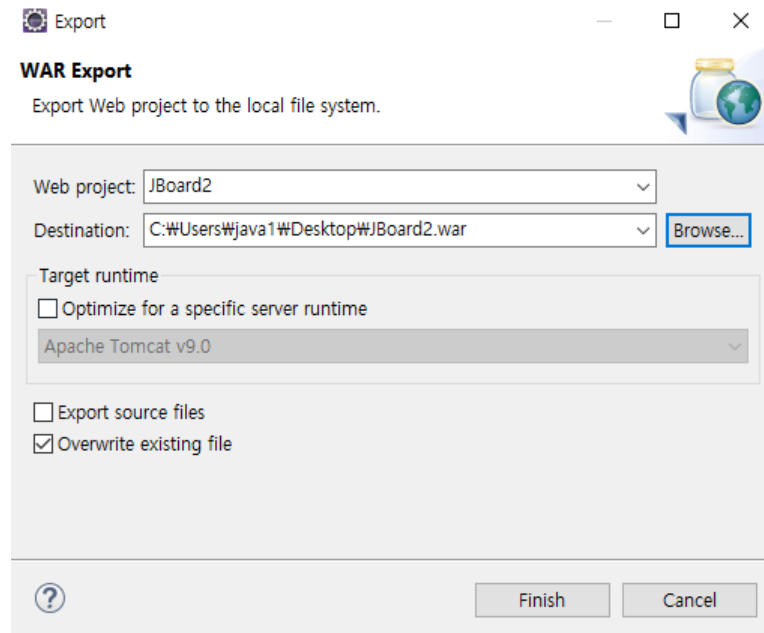 Export
WAR Export
Export Web project to the local file system.
Web project: JBoard2
Destination: C:₩Users₩java1₩Desktop₩JBoard2.war Browse...
Target runtime
Optimize for a specific server runtime
Apache Tomcat v9.0
Export source files
Overwrite existing file
? Finish Cancel